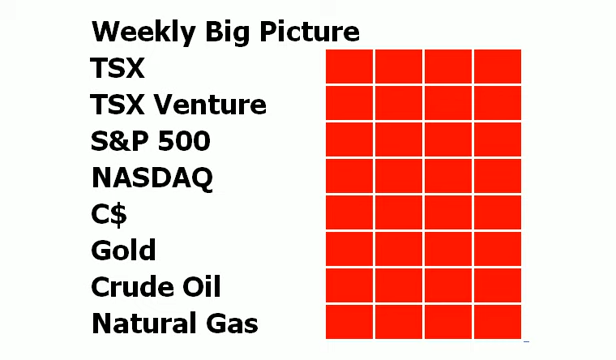 Weekly Big Picture
TSX
TSX Venture
S&P 500
NASDAQ
C$
Gold
Crude Oil
Natural Gas